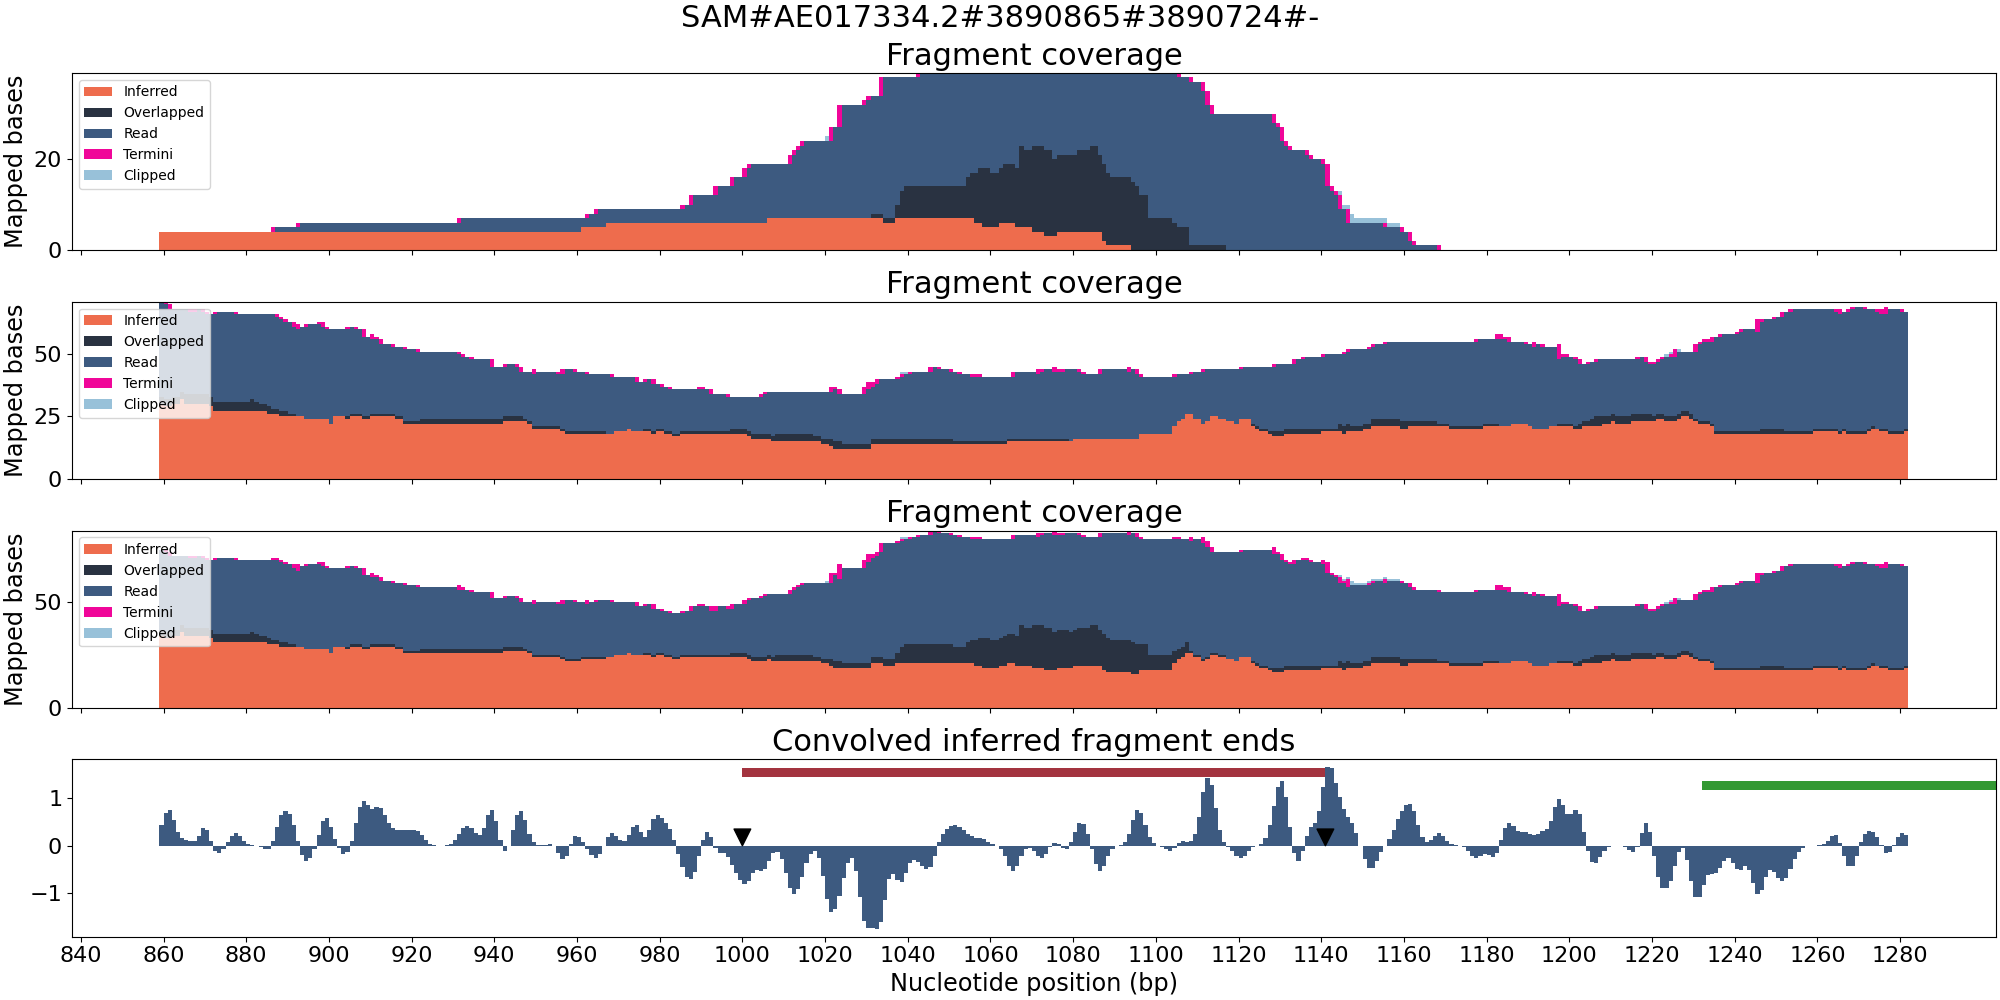 SAM#AE017334.2#3890865#3890724#-
Fragment coverage
Mapped bases
20
0
Inferred
Overlapped
Read
Termini
Clipped
Fragment coverage
Mapped bases
50
25
0
Inferred
Overlapped
Read
Termini
Clipped
Fragment coverage
Mapped bases
50
0
Inferred
Overlapped
Read
Termini
Clipped
Convolved inferred fragment ends
1
0
−1
840 860 880 900 920 940 960 980 1000 1020 1040 1060 1080 1100 1120 1140 1160 1180 1200 1220 1240 1260 1280
Nucleotide position (bp)